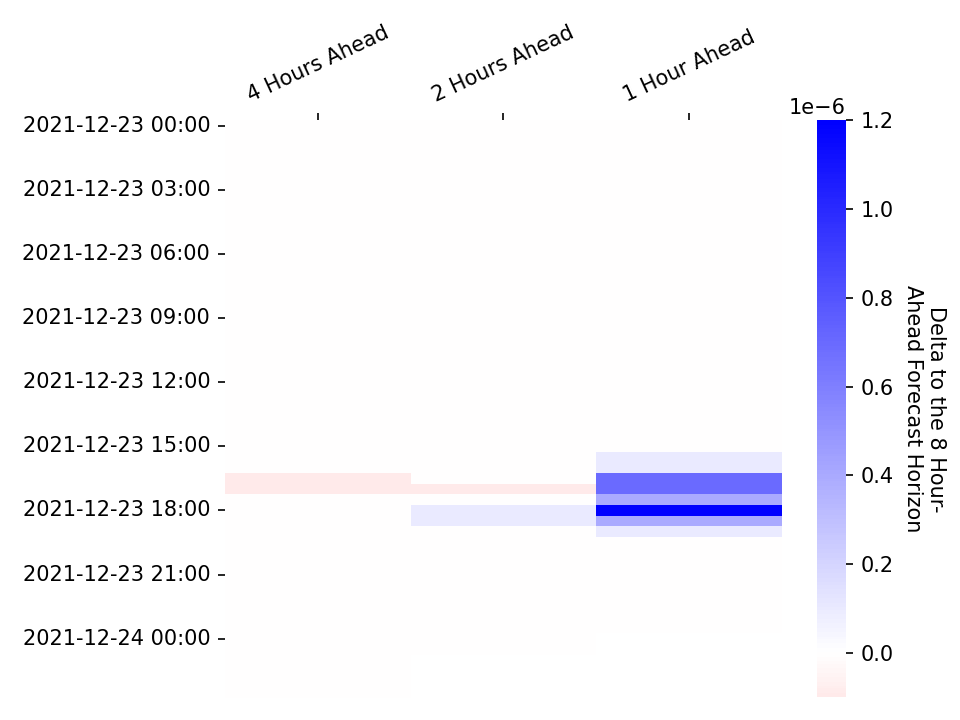 4 Hours Ahead
2 Hours Ahead
1 Hour Ahead
2021-12-23 00:00
2021-12-23 03:00
2021-12-23 06:00
2021-12-23 09:00
2021-12-23 12:00
2021-12-23 15:00
2021-12-23 18:00
2021-12-23 21:00
2021-12-24 00:00
1e−6
1.2
1.0
0.8
0.6
0.4
0.2
0.0
Delta to the 8 Hour-
Ahead Forecast Horizon